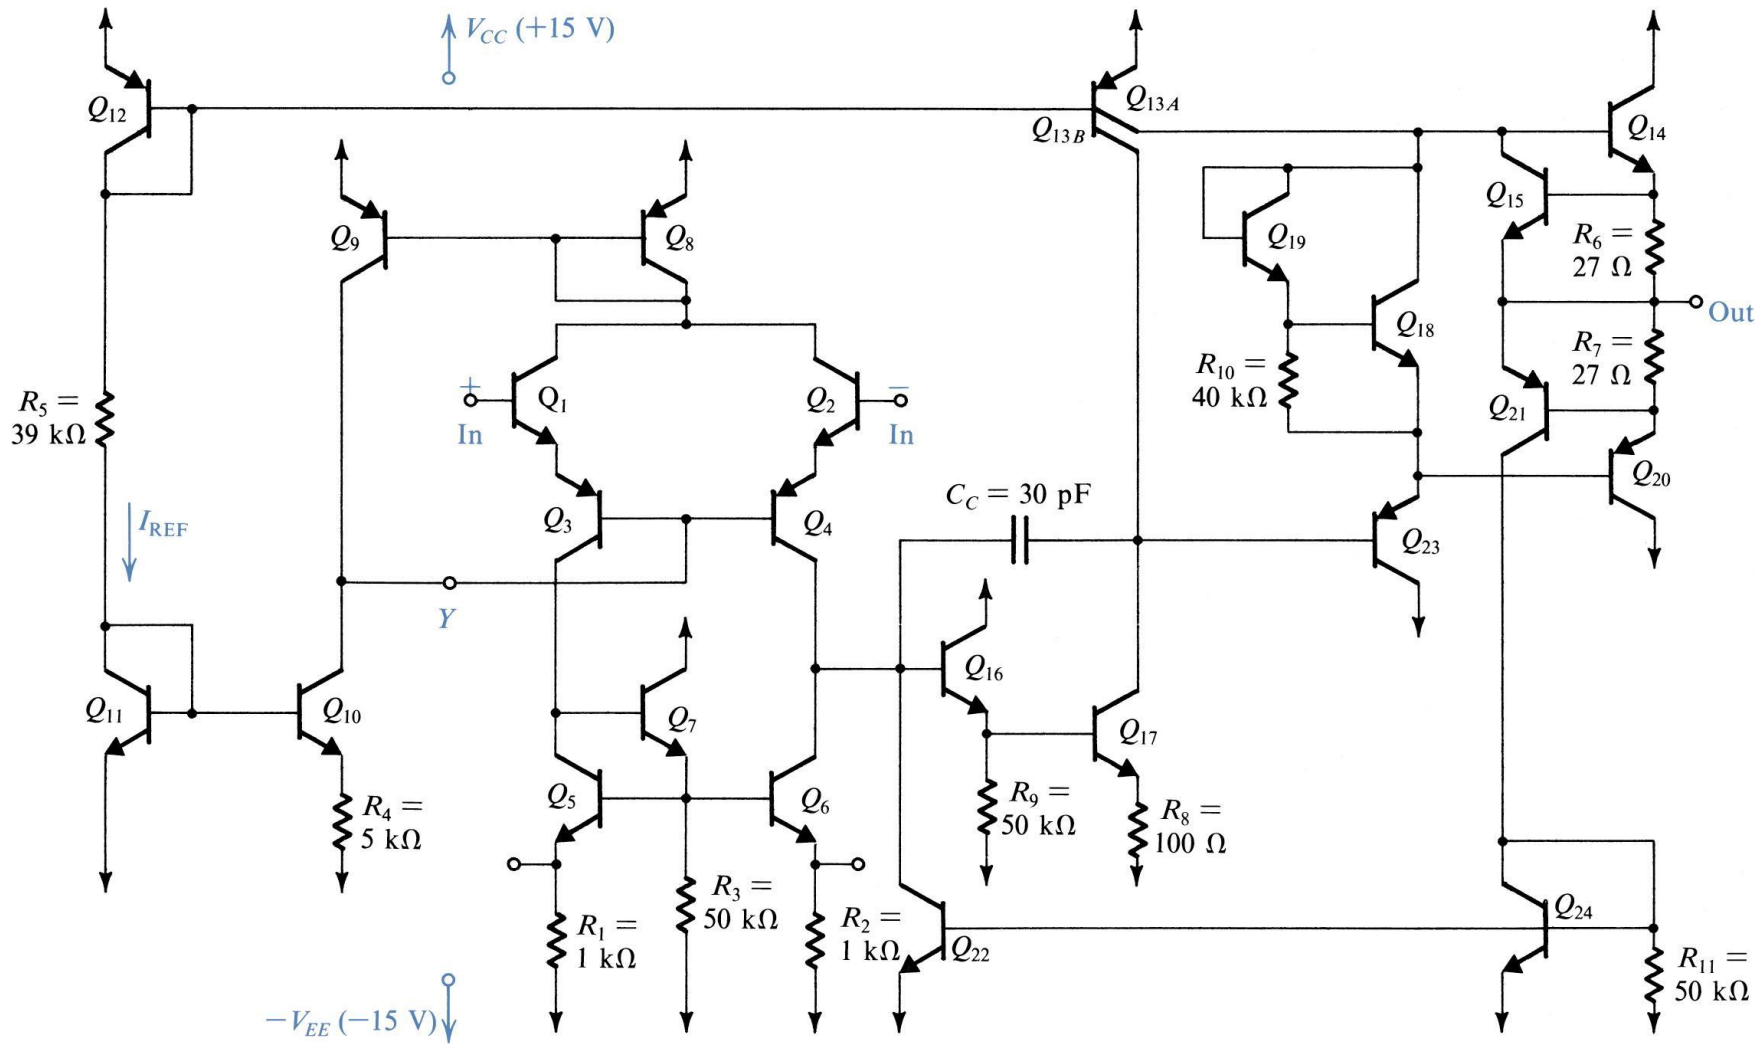 V_CC (+15 V)
Q12
Q13A
Q13B
Q14
Q15
Q9
Q8
Q19
R6 =
27 Ω
Out
Q18
R7 =
27 Ω
R10 =
40 kΩ
R5 =
39 kΩ
+
In
Q1
Q2
−
In
Q21
Q20
C_C = 30 pF
I_REF
Q3
Q4
Q23
Y
Q16
Q11
Q10
Q7
Q17
R4 =
5 kΩ
Q5
Q6
R9 =
50 kΩ
R8 =
100 Ω
R3 =
50 kΩ
R1 =
1 kΩ
R2 =
1 kΩ
Q22
Q24
R11 =
50 kΩ
−V_EE (−15 V)